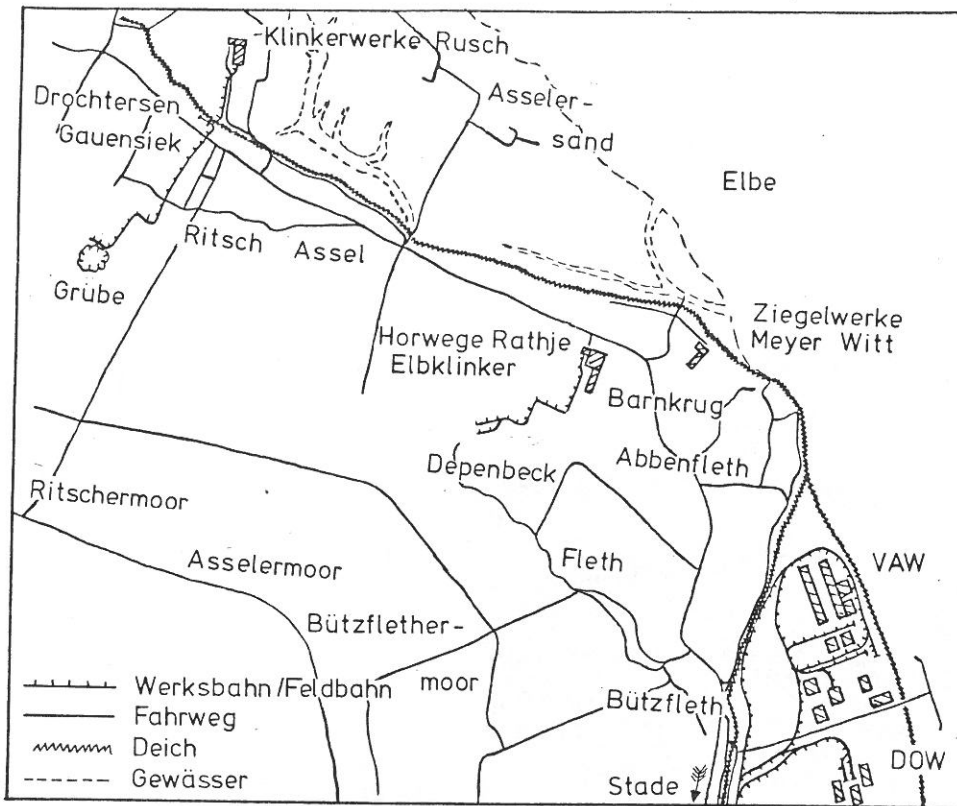 Klinkerwerke Rusch
Drochtersen
Gauensiek
Asseler-
sand
Elbe
Ritsch Assel
Grübe
Ziegelwerke
Meyer Witt
Horwege Rathje
Elbklinker
Barnkrug
Depenbeck
Abbenfleth
Ritschermoor
Asselermoor
Fleth
VAW
Bützflether-
moor
Bützfleth
DOW
Stade
Werksbahn/Feldbahn
Fahrweg
Deich
Gewässer